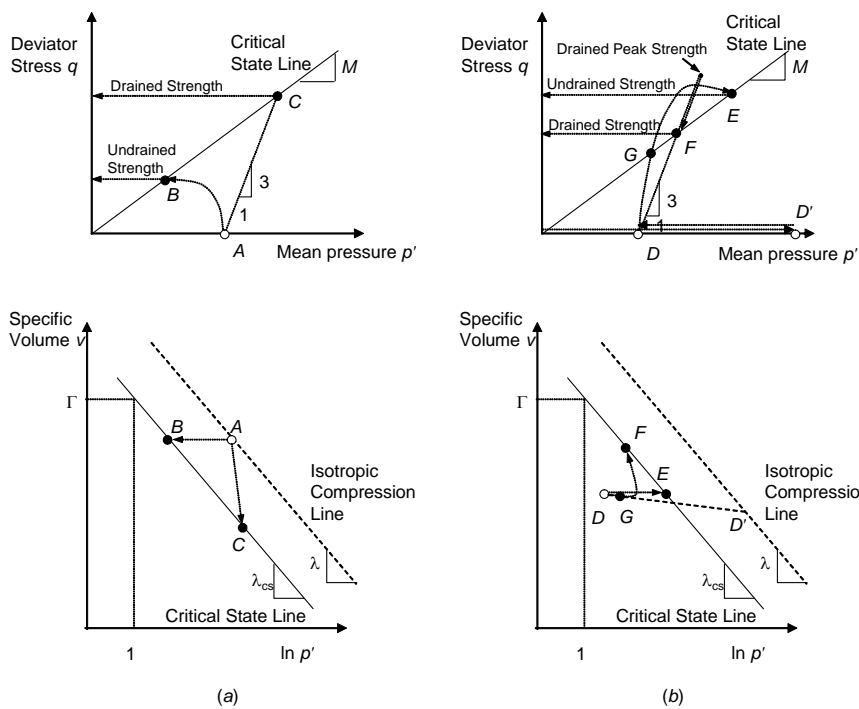 Deviator
Stress q
Critical
State Line
M
Drained Strength
C
Undrained
Strength
B
3
1
A
Mean pressure p′
Deviator
Stress q
Drained Peak Strength
Critical
State Line
M
Undrained Strength
E
Drained Strength
F
G
3
1
D′
D
Mean pressure p′
Specific
Volume v
Γ
B
A
Isotropic
Compression
Line
C
λ
λcs
Critical State Line
1
ln p′
(a)
Specific
Volume v
Γ
F
E
Isotropic
Compression
Line
D
G
D′
λ
λcs
Critical State Line
1
ln p′
(b)